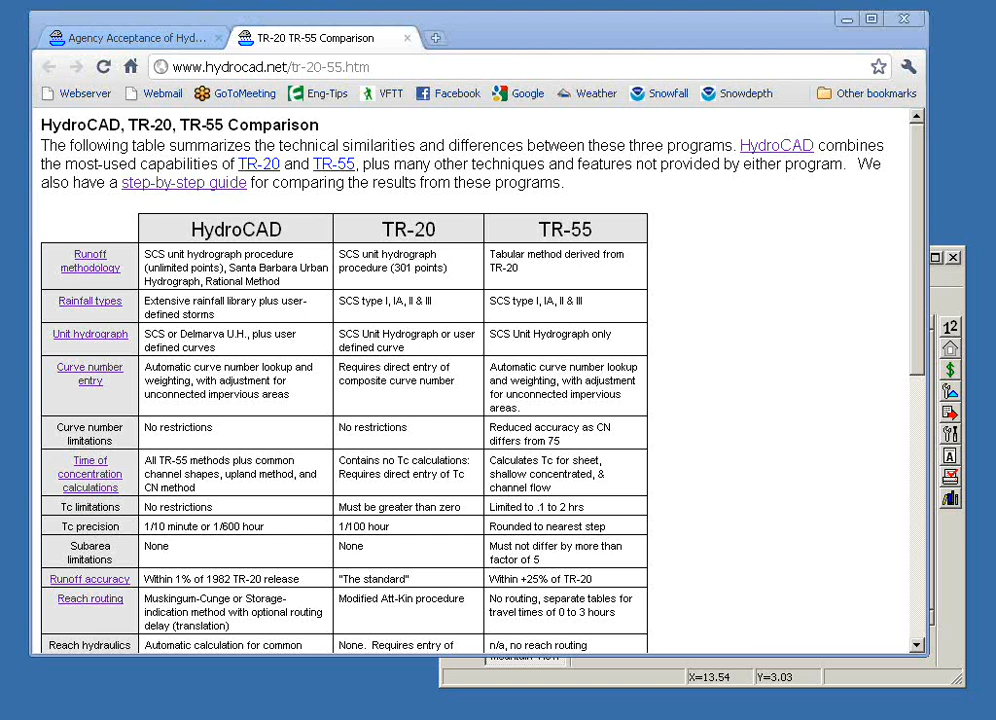 Agency Acceptance of Hyd...
TR-20 TR-55 Comparison
www.hydrocad.net/tr-20-55.htm
Webserver Webmail GoToMeeting Eng-Tips VFTT Facebook Google Weather Snowfall Snowdepth Other bookmarks
HydroCAD, TR-20, TR-55 Comparison
The following table summarizes the technical similarities and differences between these three programs. HydroCAD combines
the most-used capabilities of TR-20 and TR-55, plus many other techniques and features not provided by either program. We
also have a step-by-step guide for comparing the results from these programs.
HydroCAD TR-20 TR-55
Runoff
methodology
SCS unit hydrograph procedure
(unlimited points), Santa Barbara Urban
Hydrograph, Rational Method
SCS unit hydrograph
procedure (301 points)
Tabular method derived from
TR-20
Rainfall types
Extensive rainfall library plus user-
defined storms
SCS type I, IA, II & III
SCS type I, IA, II & III
Unit hydrograph
SCS or Delmarva U.H., plus user
defined curves
SCS Unit Hydrograph or user
defined curve
SCS Unit Hydrograph only
Curve number
entry
Automatic curve number lookup and
weighting, with adjustment for
unconnected impervious areas
Requires direct entry of
composite curve number
Automatic curve number lookup
and weighting, with adjustment
for unconnected impervious
areas.
Curve number
limitations
No restrictions
No restrictions
Reduced accuracy as CN
differs from 75
Time of
concentration
calculations
All TR-55 methods plus common
channel shapes, upland method, and
CN method
Contains no Tc calculations:
Requires direct entry of Tc
Calculates Tc for sheet,
shallow concentrated, &
channel flow
Tc limitations
No restrictions
Must be greater than zero
Limited to .1 to 2 hrs
Tc precision
1/10 minute or 1/600 hour
1/100 hour
Rounded to nearest step
Subarea
limitations
None
None
Must not differ by more than
factor of 5
Runoff accuracy
Within 1% of 1982 TR-20 release
"The standard"
Within +25% of TR-20
Reach routing
Muskingum-Cunge or Storage-
indication method with optional routing
delay (translation)
Modified Att-Kin procedure
No routing, separate tables for
travel times of 0 to 3 hours
Reach hydraulics
Automatic calculation for common
None. Requires entry of
n/a, no reach routing
12
$
A
X=13.54 Y=3.03